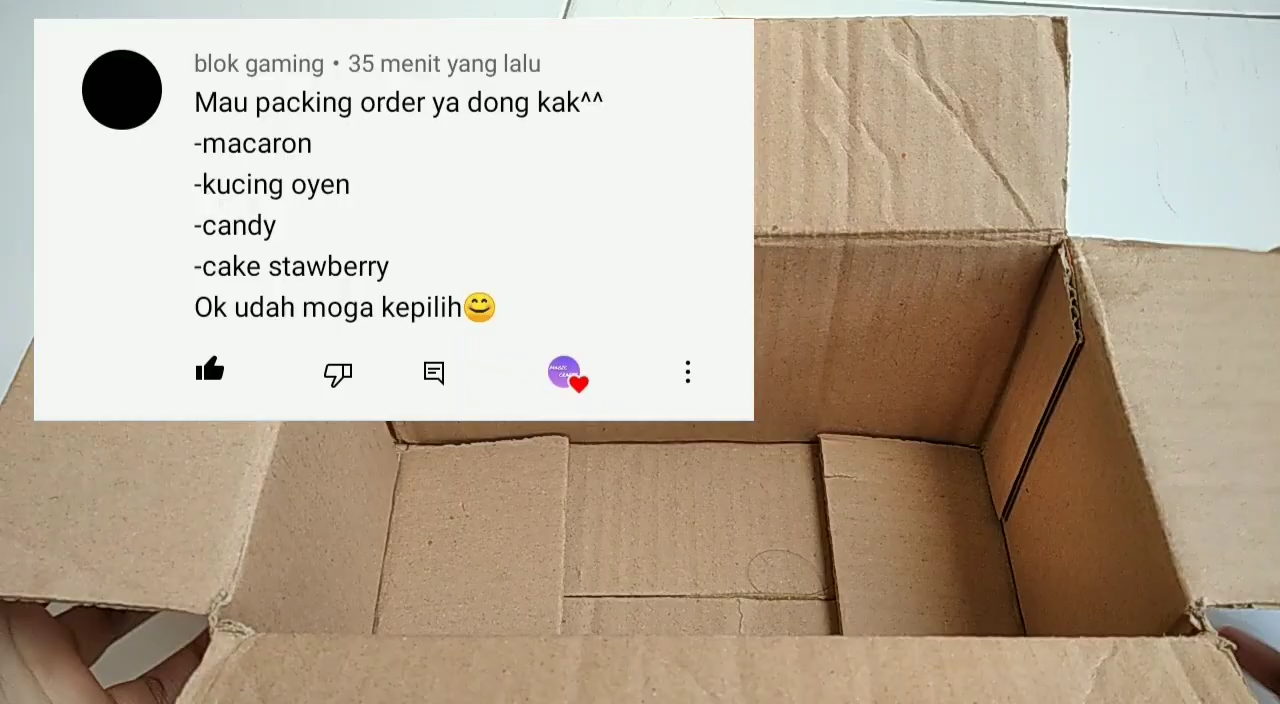 blok gaming • 35 menit yang lalu
Mau packing order ya dong kak^^
-macaron
-kucing oyen
-candy
-cake stawberry
Ok udah moga kepilih😊
MAGIC